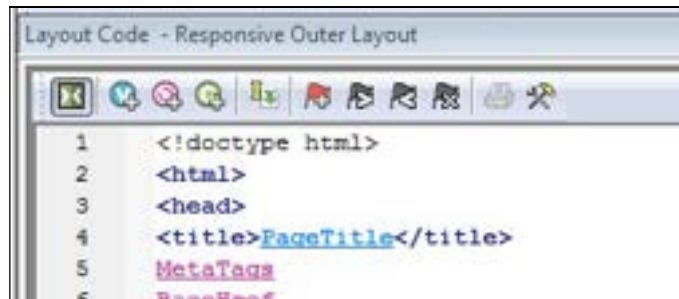 Layout Code - Responsive Outer Layout
1 <!doctype html>
2 <html>
3 <head>
4 <title>PageTitle</title>
5 MetaTags
6 PageHref